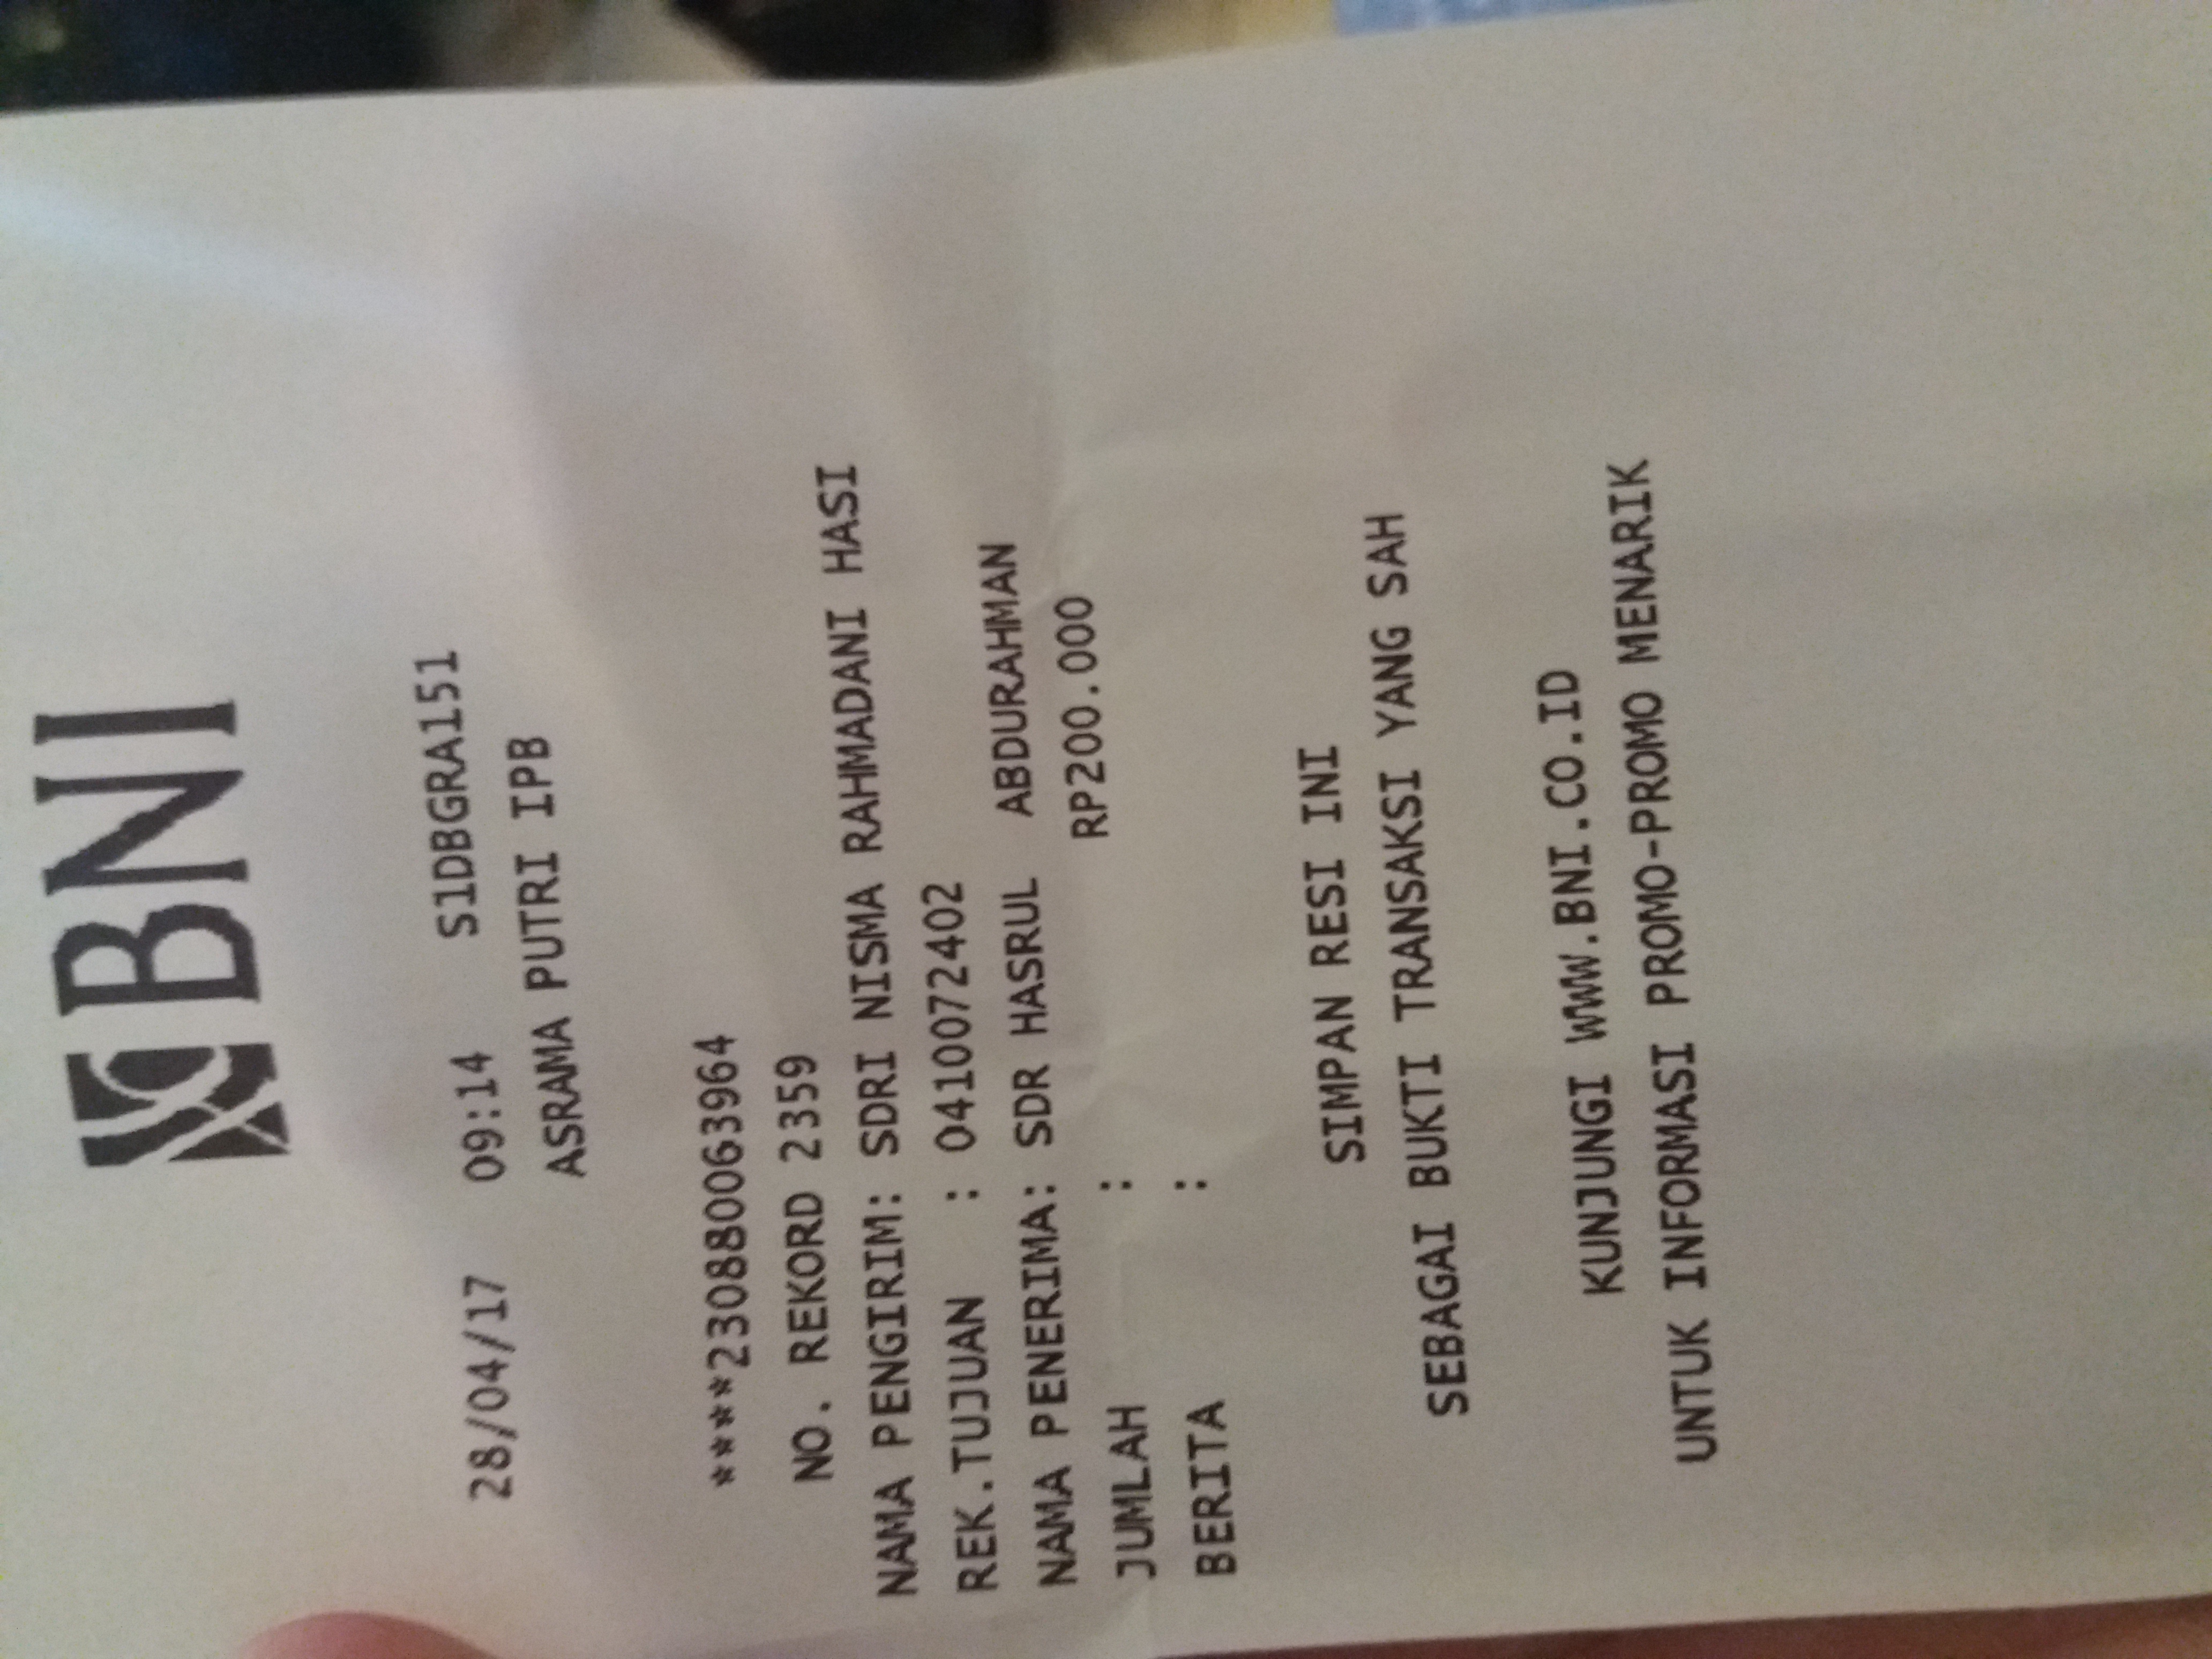 BNI
28/04/17 09:14 S1DBGRA151
ASRAMA PUTRI IPB
****230880063964
NO. REKORD 2359
NAMA PENGIRIM: SDRI NISMA RAHMADANI HASI
REK.TUJUAN : 0410072402
NAMA PENERIMA: SDR HASRUL ABDURAHMAN
JUMLAH : RP200.000
BERITA :
SIMPAN RESI INI
SEBAGAI BUKTI TRANSAKSI YANG SAH
KUNJUNGI WWW.BNI.CO.ID
UNTUK INFORMASI PROMO-PROMO MENARIK